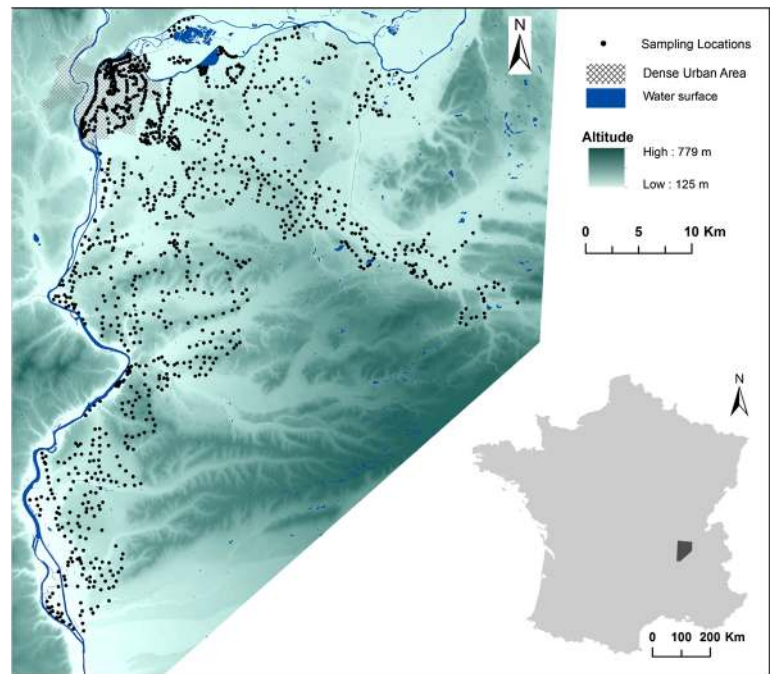 N
Sampling Locations
Dense Urban Area
Water surface
Altitude
High : 779 m
Low : 125 m
0 5 10 Km
N
0 100 200 Km